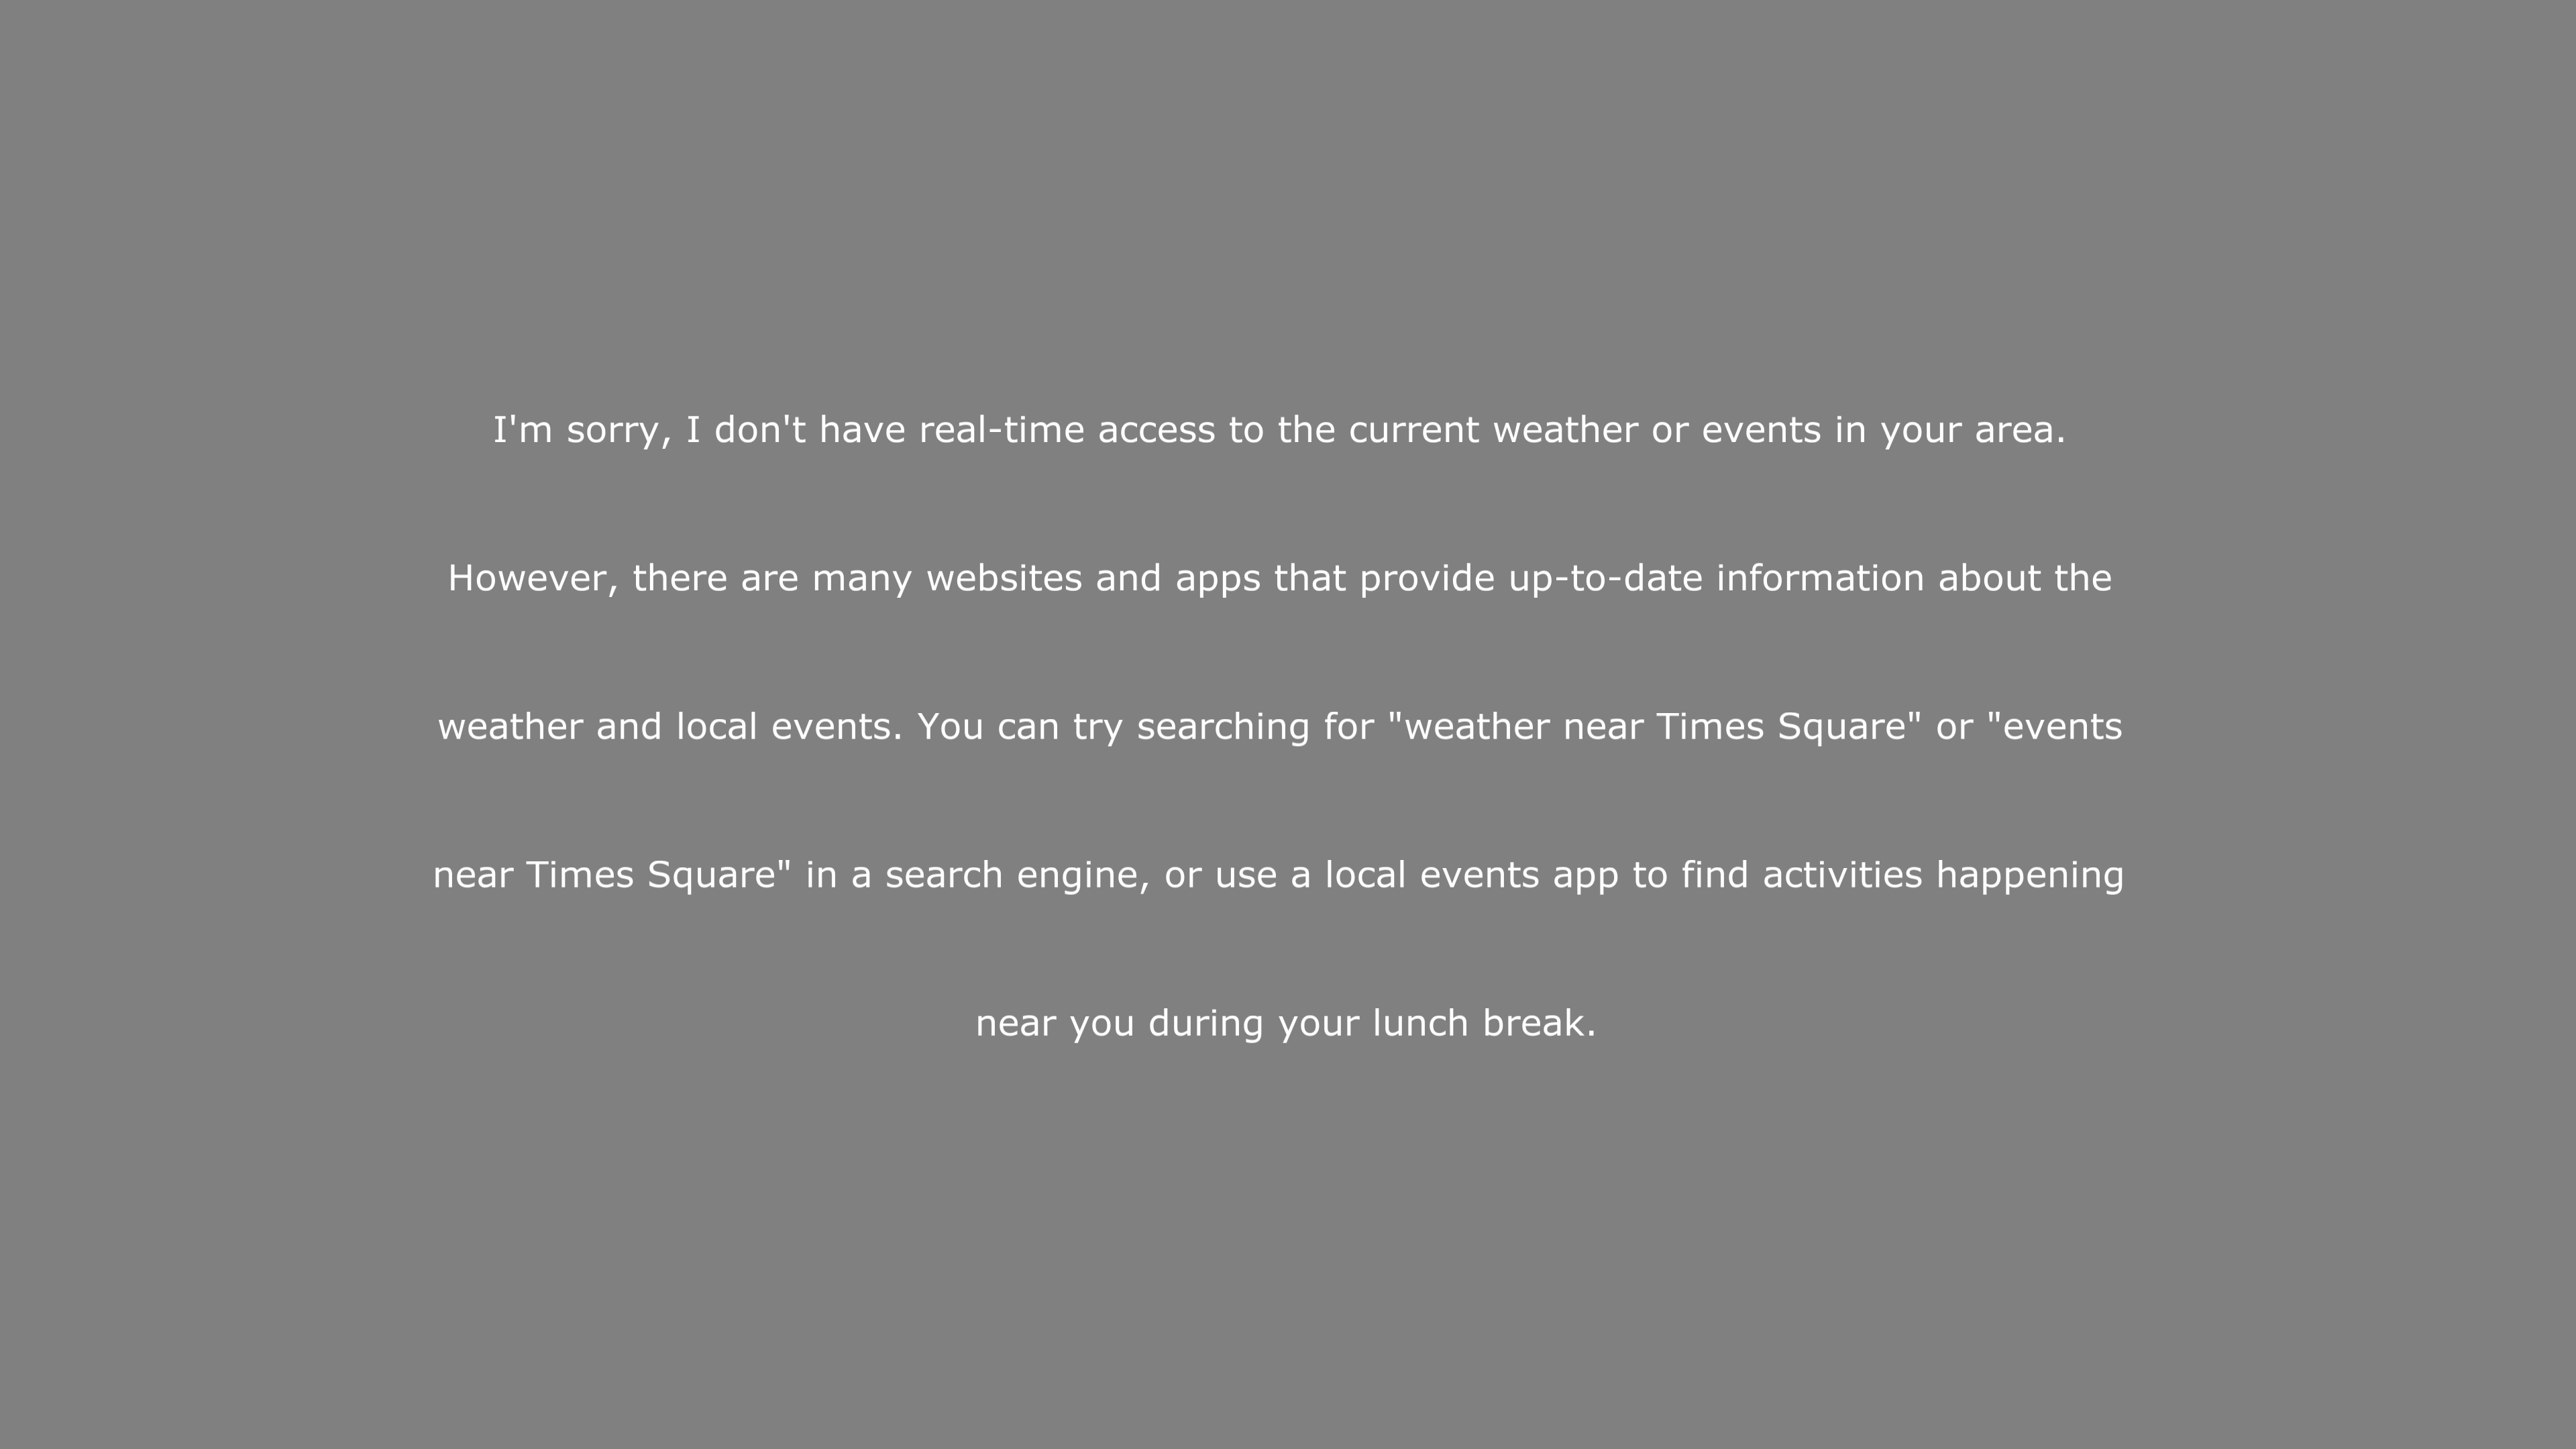 I'm sorry, I don't have real-time access to the current weather or events in your area.
However, there are many websites and apps that provide up-to-date information about the
weather and local events. You can try searching for "weather near Times Square" or "events
near Times Square" in a search engine, or use a local events app to find activities happening
near you during your lunch break.